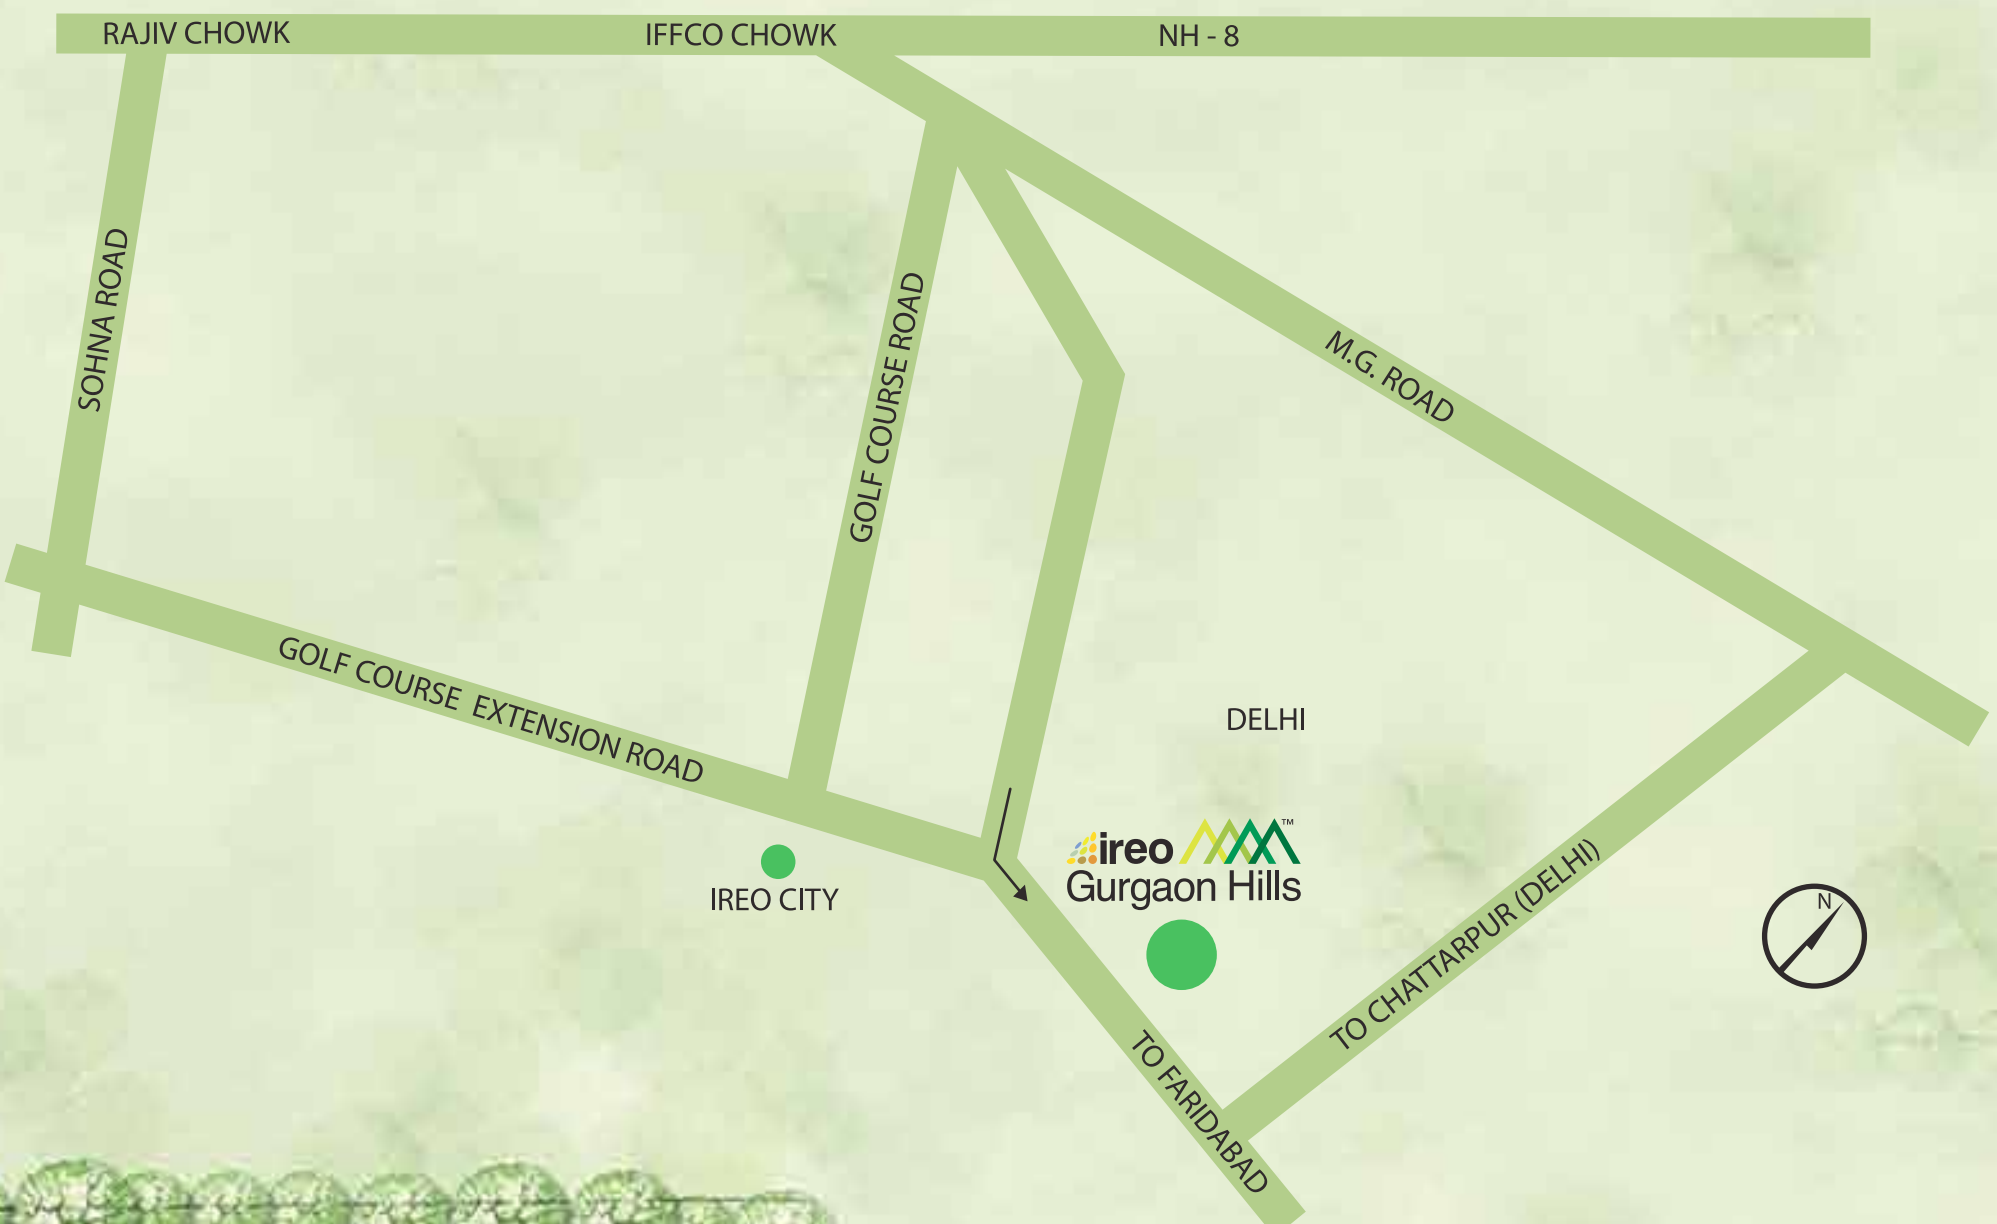 RAJIV CHOWK
IFFCO CHOWK
NH - 8
SOHNA ROAD
GOLF COURSE ROAD
M.G. ROAD
GOLF COURSE EXTENSION ROAD
DELHI
ireo ™
Gurgaon Hills
IREO CITY
TO CHATTARPUR (DELHI)
N
TO FARIDABAD